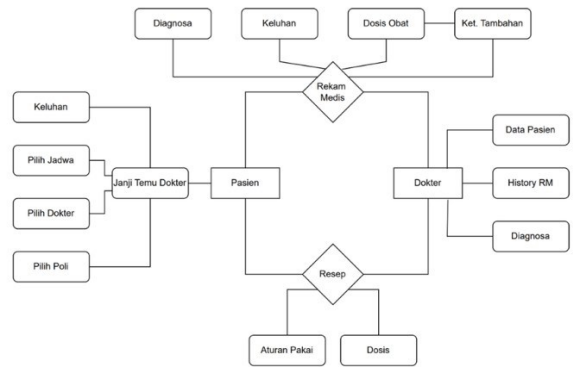 Diagnosa
Keluhan
Dosis Obat
Ket. Tambahan
Rekam
Medis
Keluhan
Pilih Jadwa
Janji Temu Dokter
Pilih Dokter
Pilih Poli
Pasien
Dokter
Data Pasien
History RM
Diagnosa
Resep
Aturan Pakai
Dosis